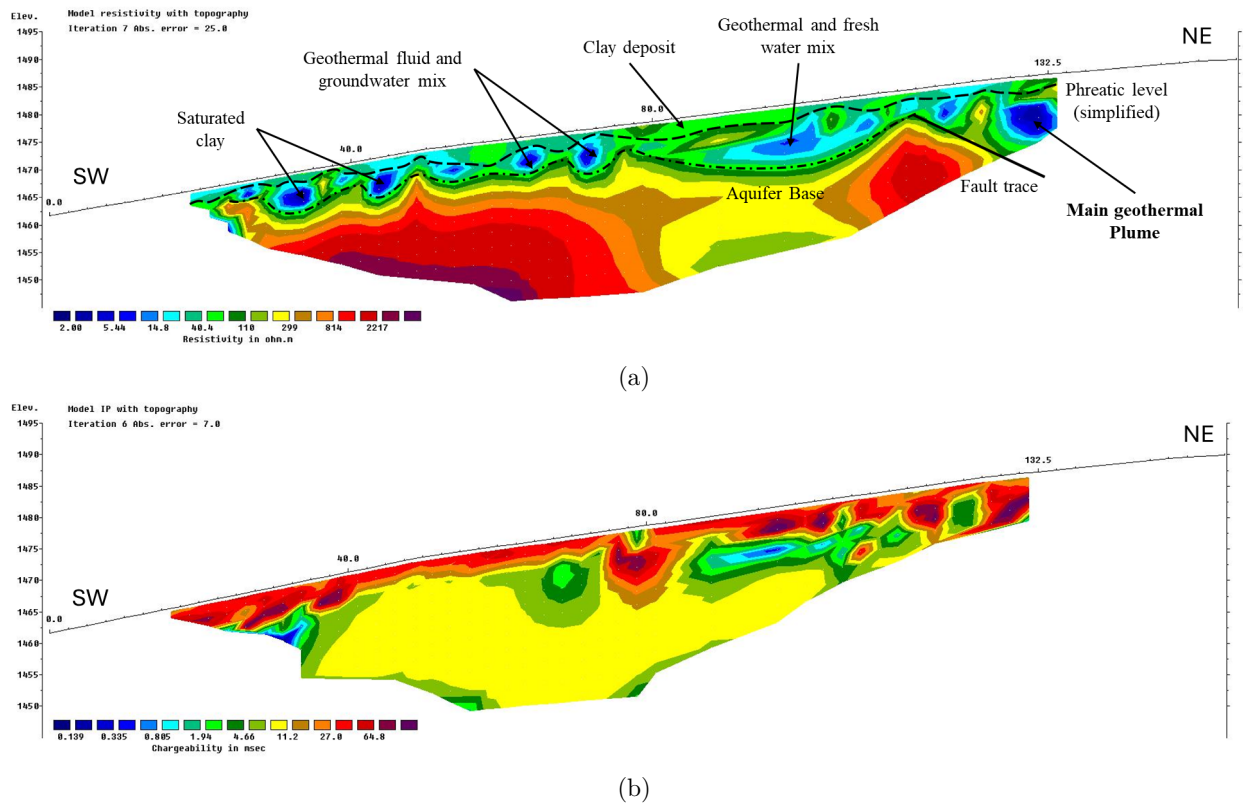 Elev.
Model resistivity with topography
Iteration 7 Abs. error = 25.0
1495
1490
1485
1480
1475
1470
1465
1460
1455
1450
SW
NE
0.0
40.0
80.0
132.5
Saturated
clay
Geothermal fluid and
groundwater mix
Clay deposit
Geothermal and fresh
water mix
Phreatic level
(simplified)
Aquifer Base
Fault trace
Main geothermal
Plume
2.00 5.44 14.8 40.4 110 299 814 2217
Resistivity in ohm.m
(a)
Elev.
Model IP with topography
Iteration 6 Abs. error = 7.0
1495
1490
1485
1480
1475
1470
1465
1460
1455
1450
SW
NE
0.0
40.0
80.0
132.5
0.139 0.335 0.805 1.94 4.66 11.2 27.0 64.8
Chargeability in msec
(b)